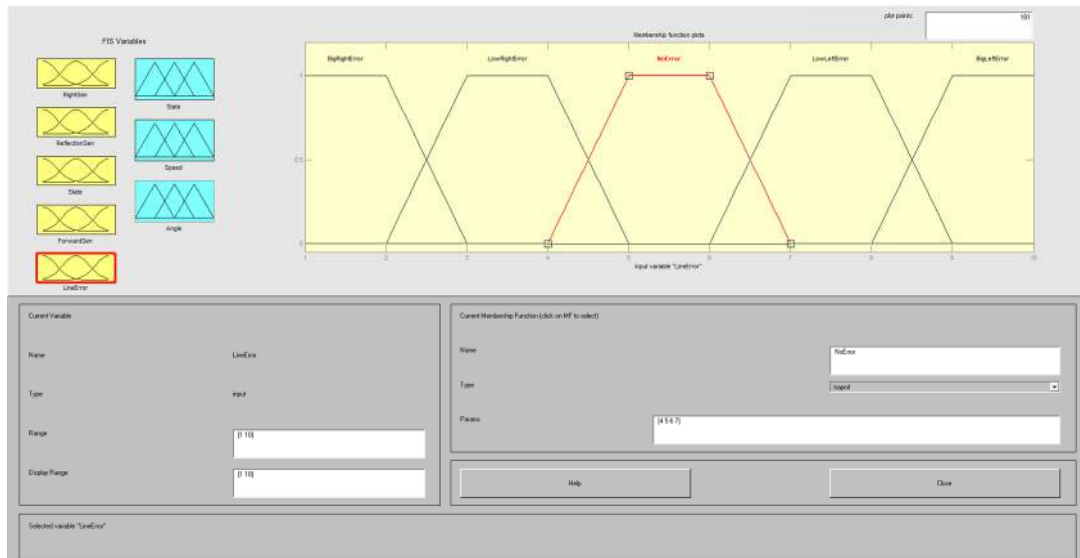 plot points:
101
FIS Variables
Membership function plots
RightSen
ReflectionSen
State
ForwardSen
LineError
State
Speed
Angle
BigRightError
LowRightError
NoError
LowLeftError
BigLeftError
1
0.5
0
1 2 3 4 5 6 7 8 9 10
input variable "LineError"
Current Variable
Name LineError
Type input
Range [1 10]
Display Range [1 10]
Current Membership Function (click on MF to select)
Name NoError
Type trapmf
Params [4 5 6 7]
Help Close
Selected variable "LineError"